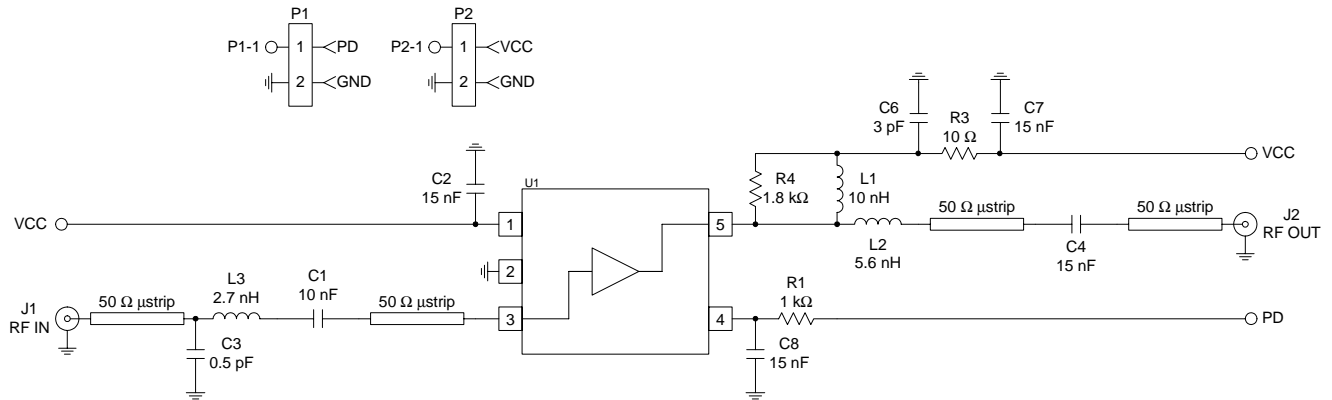 P1
P1-1
1
PD
2
GND
P2
P2-1
1
VCC
2
GND
C6
3 pF
R3
10 Ω
C7
15 nF
VCC
C2
15 nF
R4
1.8 kΩ
L1
10 nH
U1
VCC
1
5
50 Ω µstrip
50 Ω µstrip
J2
RF OUT
L2
5.6 nH
C4
15 nF
2
J1
RF IN
50 Ω µstrip
L3
2.7 nH
C1
10 nF
50 Ω µstrip
3
4
R1
1 kΩ
PD
C3
0.5 pF
C8
15 nF